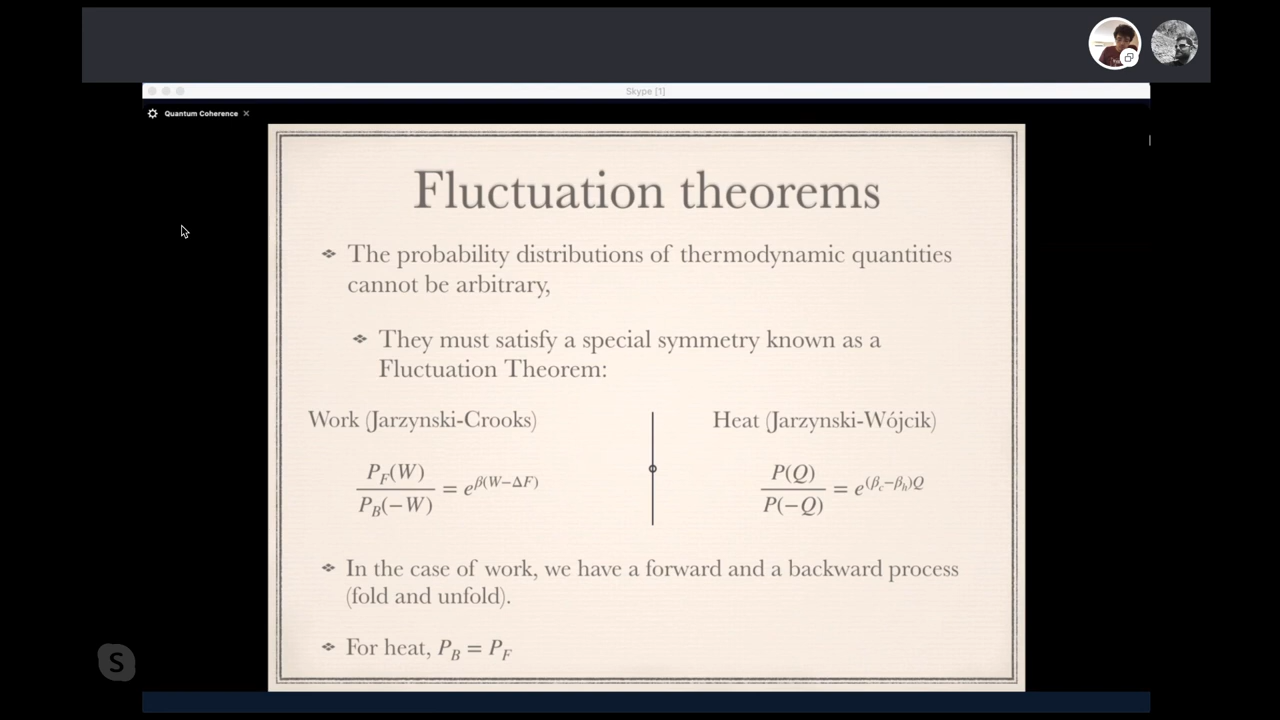 Skype [1]
Quantum Coherence
Fluctuation theorems
The probability distributions of thermodynamic quantities
cannot be arbitrary,
They must satisfy a special symmetry known as a
Fluctuation Theorem:
Work (Jarzynski-Crooks)
Heat (Jarzynski-Wójcik)
P_F(W) / P_B(−W) = e^{β(W−ΔF)}
P(Q) / P(−Q) = e^{(β_c−β_h)Q}
In the case of work, we have a forward and a backward process
(fold and unfold).
For heat, P_B = P_F
S